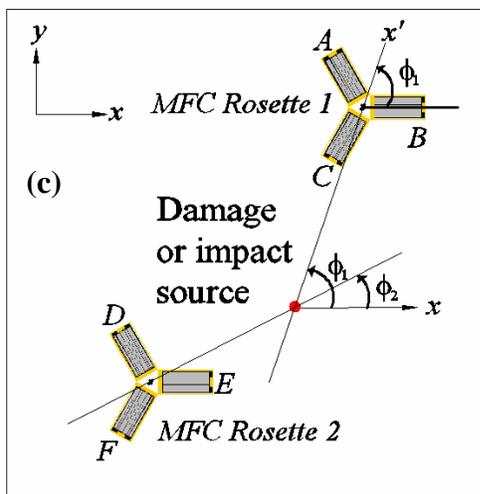 y
x
A
x'
ϕ1
MFC Rosette 1
B
C
(c)
Damage
or impact
source
ϕ1
ϕ2
x
D
E
F
MFC Rosette 2